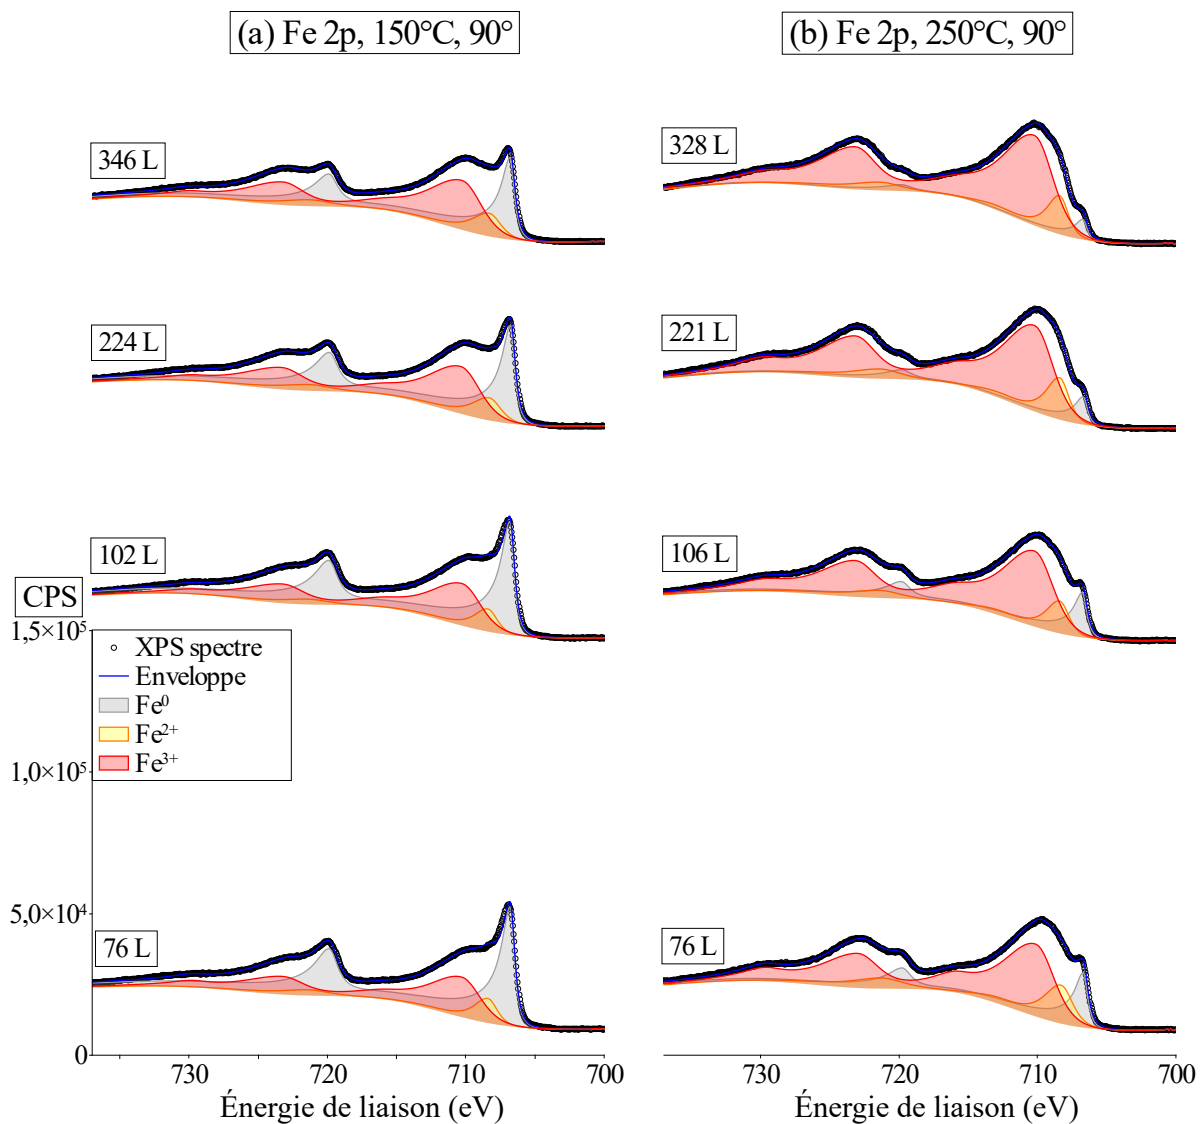 (a) Fe 2p, 150°C, 90°
(b) Fe 2p, 250°C, 90°
346 L
328 L
224 L
221 L
102 L
106 L
CPS
1,5×10⁵
XPS spectre
Enveloppe
Fe⁰
Fe²⁺
Fe³⁺
1,0×10⁵
5,0×10⁴
76 L
76 L
0
730 720 710 700
730 720 710 700
Énergie de liaison (eV)
Énergie de liaison (eV)